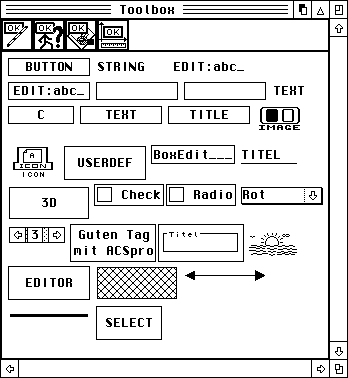 Toolbox
OK OK OK OK
BUTTON STRING EDIT:abc_
EDIT:abc_ TEXT
C TEXT TITLE IMAGE
A ICON USERDEF BoxEdit___ TITEL
3D Check Radio Rot
3 Guten Tag
mit ACSpro
Titel
EDITOR
SELECT